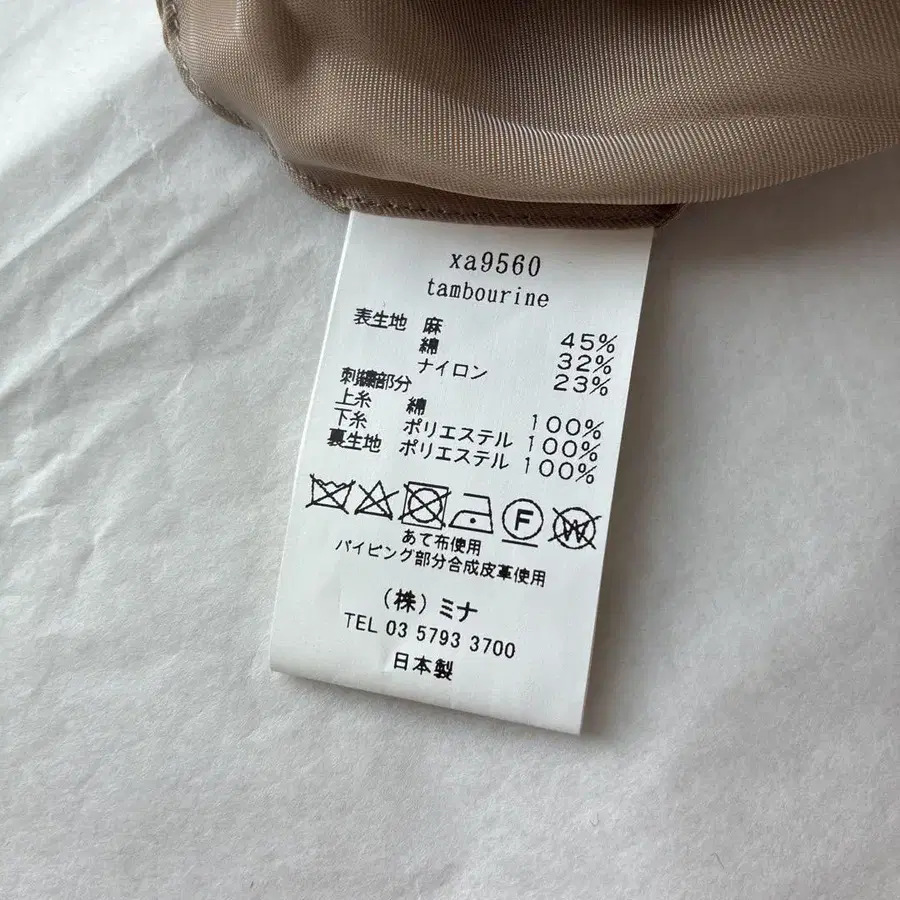 xa9560
tambourine
表生地 麻 45%
綿 32%
ナイロン 23%
刺繍部分
上糸 綿 100%
下糸 ポリエステル 100%
裏生地 ポリエステル 100%
F W
あて布使用
パイピング部分合成皮革使用
(株)ミナ
TEL 03 5793 3700
日本製